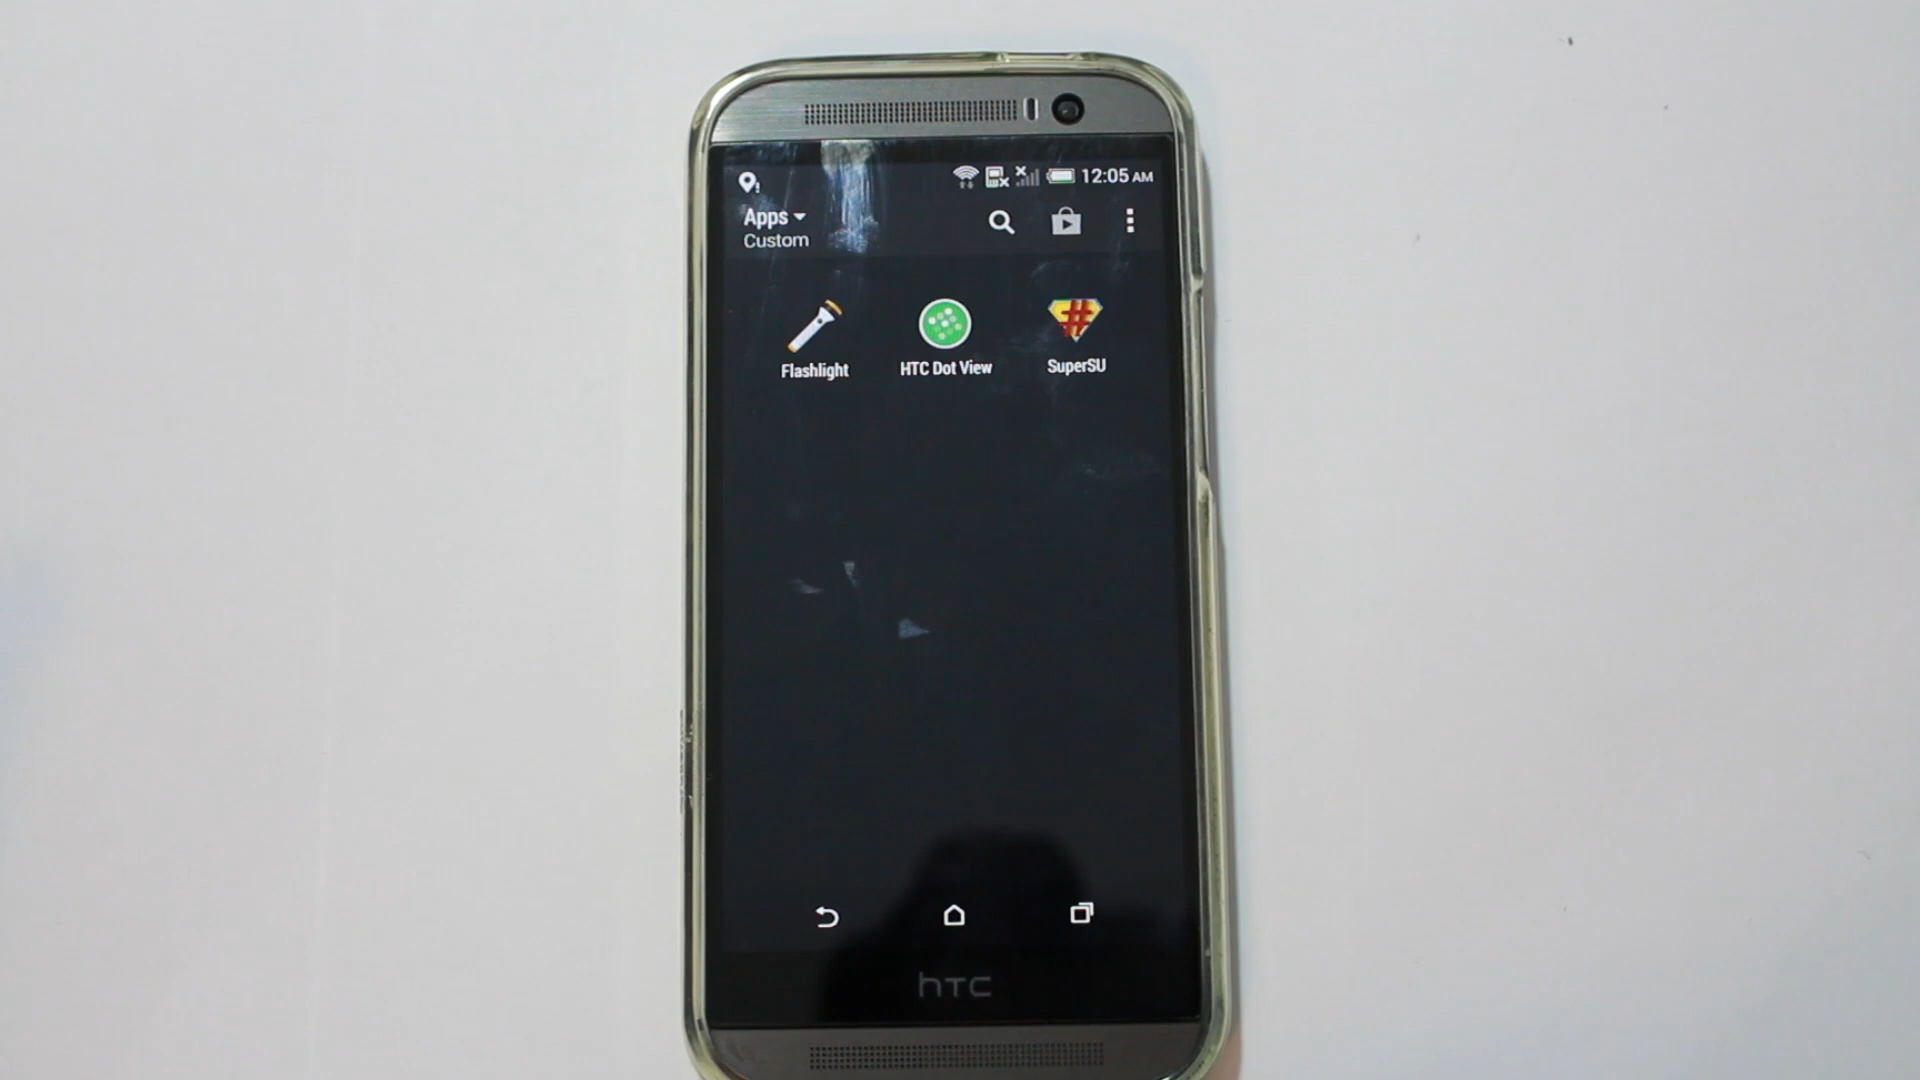 12:05 AM
Apps
Custom
Flashlight
HTC Dot View
SuperSU
hTC